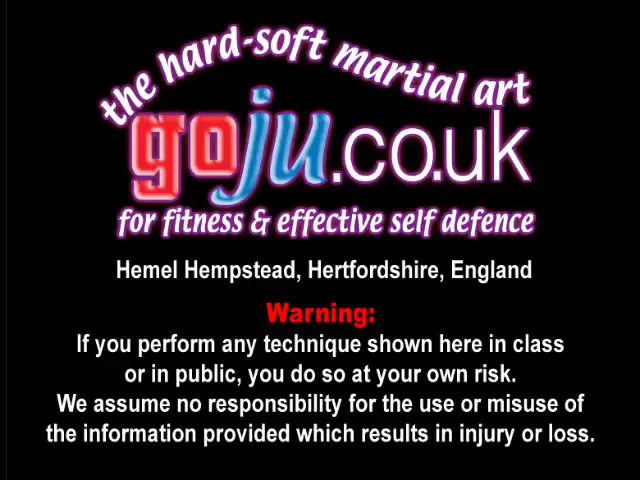 the hard-soft martial art
goju.co.uk
for fitness & effective self defence
Hemel Hempstead, Hertfordshire, England
Warning:
If you perform any technique shown here in class
or in public, you do so at your own risk.
We assume no responsibility for the use or misuse of
the information provided which results in injury or loss.